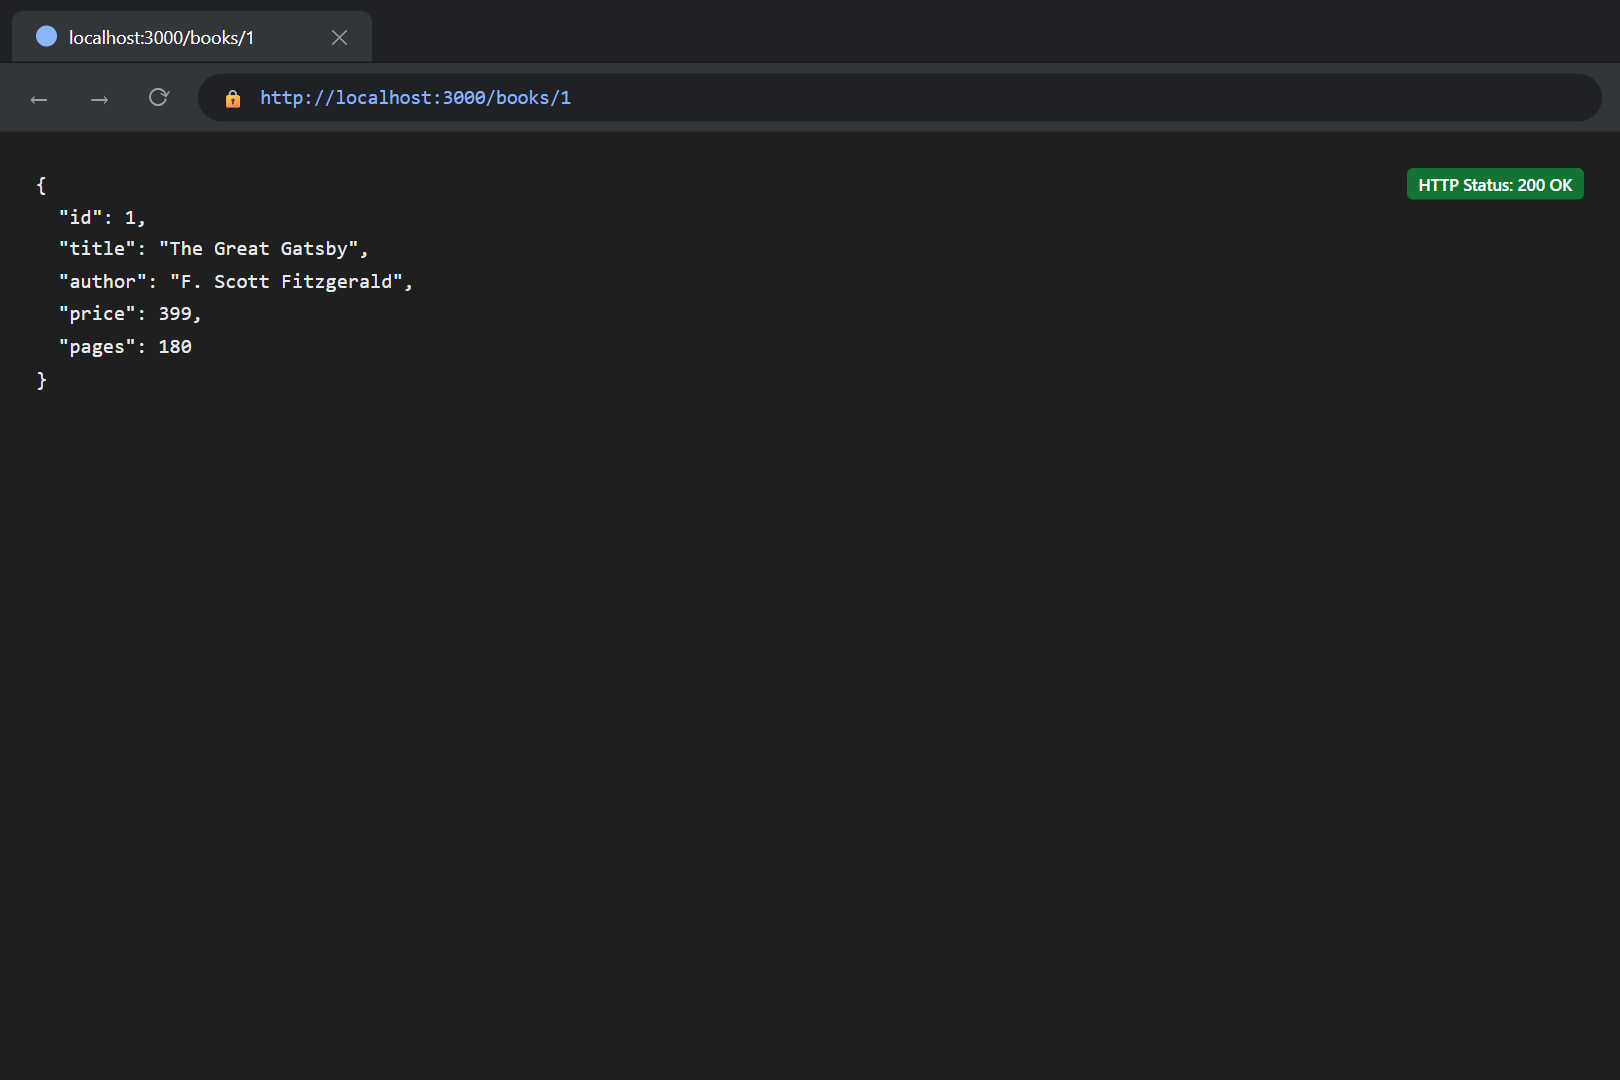 localhost:3000/books/1
http://localhost:3000/books/1
HTTP Status: 200 OK
{
  "id": 1,
  "title": "The Great Gatsby",
  "author": "F. Scott Fitzgerald",
  "price": 399,
  "pages": 180
}